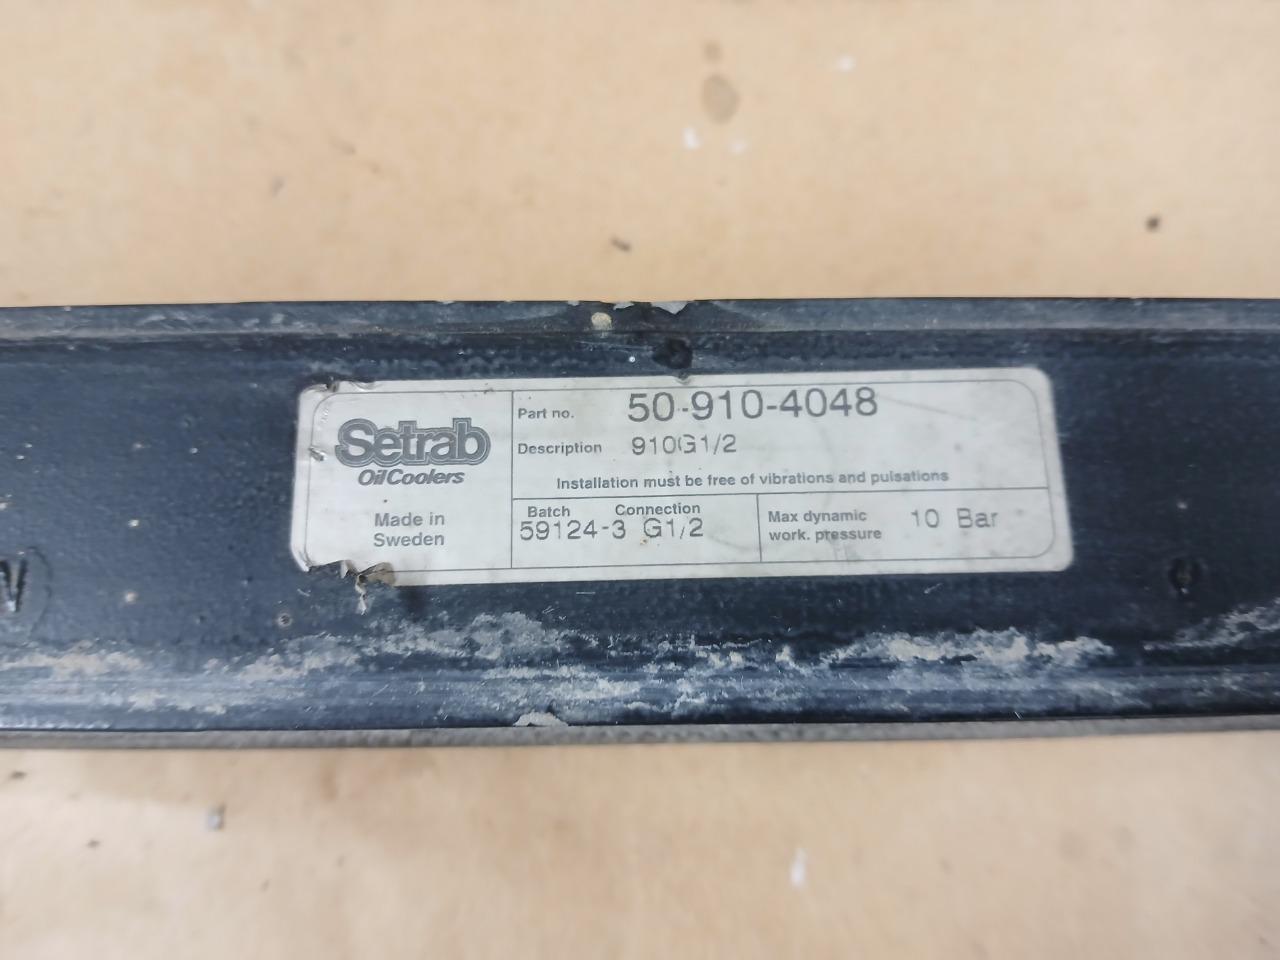 Setrab
Oil Coolers
Made in
Sweden
Part no. 50-910-4048
Description 910G1/2
Installation must be free of vibrations and pulsations
Batch Connection
59124-3 G1/2
Max dynamic
work. pressure
10 Bar